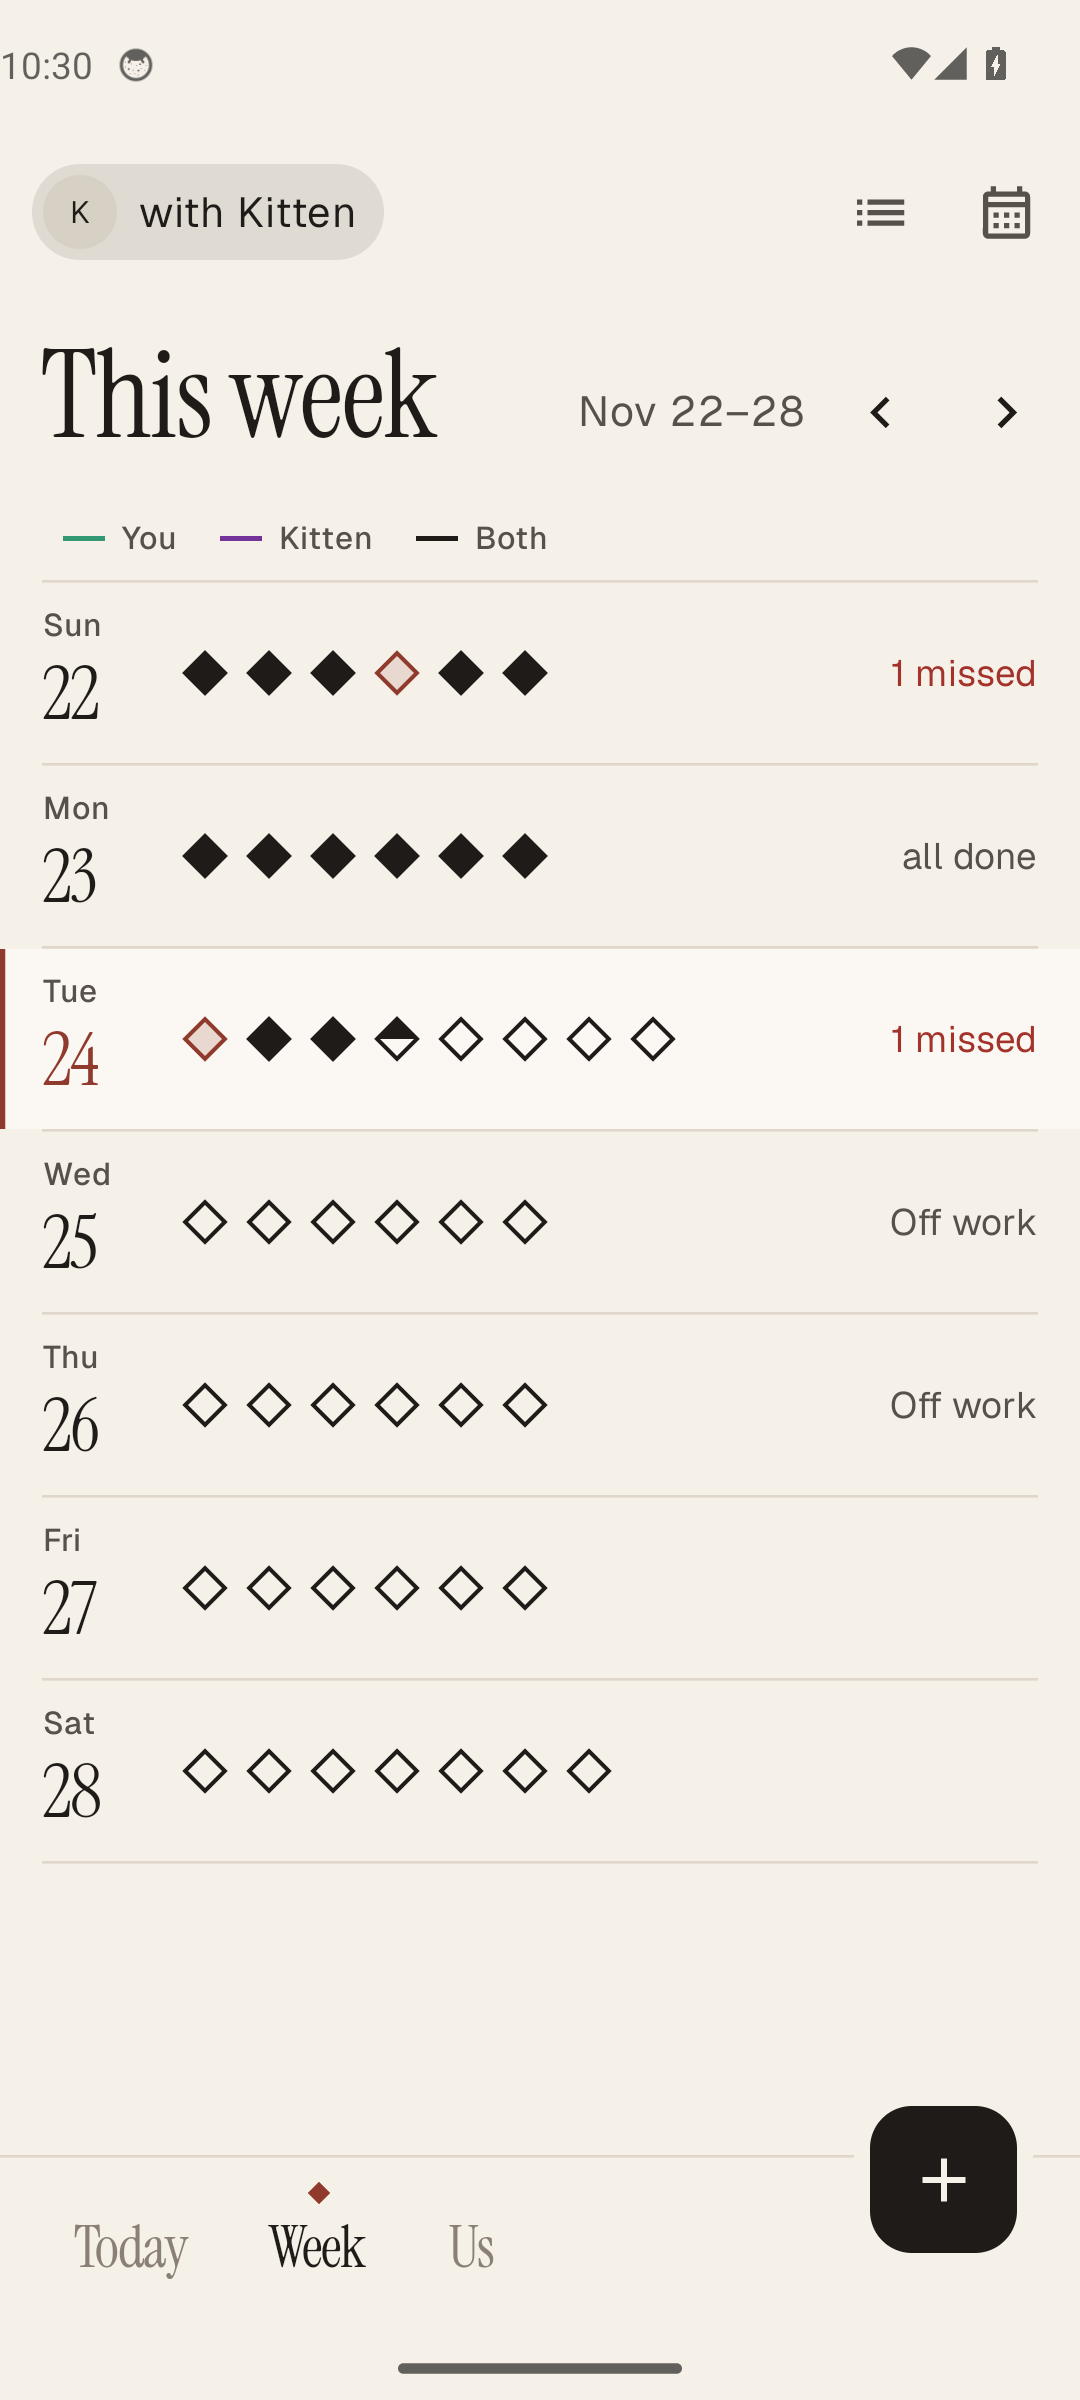 10:30
K with Kitten
This week Nov 22–28
You Kitten Both
Sun
22 1 missed
Mon
23 all done
Tue
24 1 missed
Wed
25 Off work
Thu
26 Off work
Fri
27
Sat
28
Today Week Us